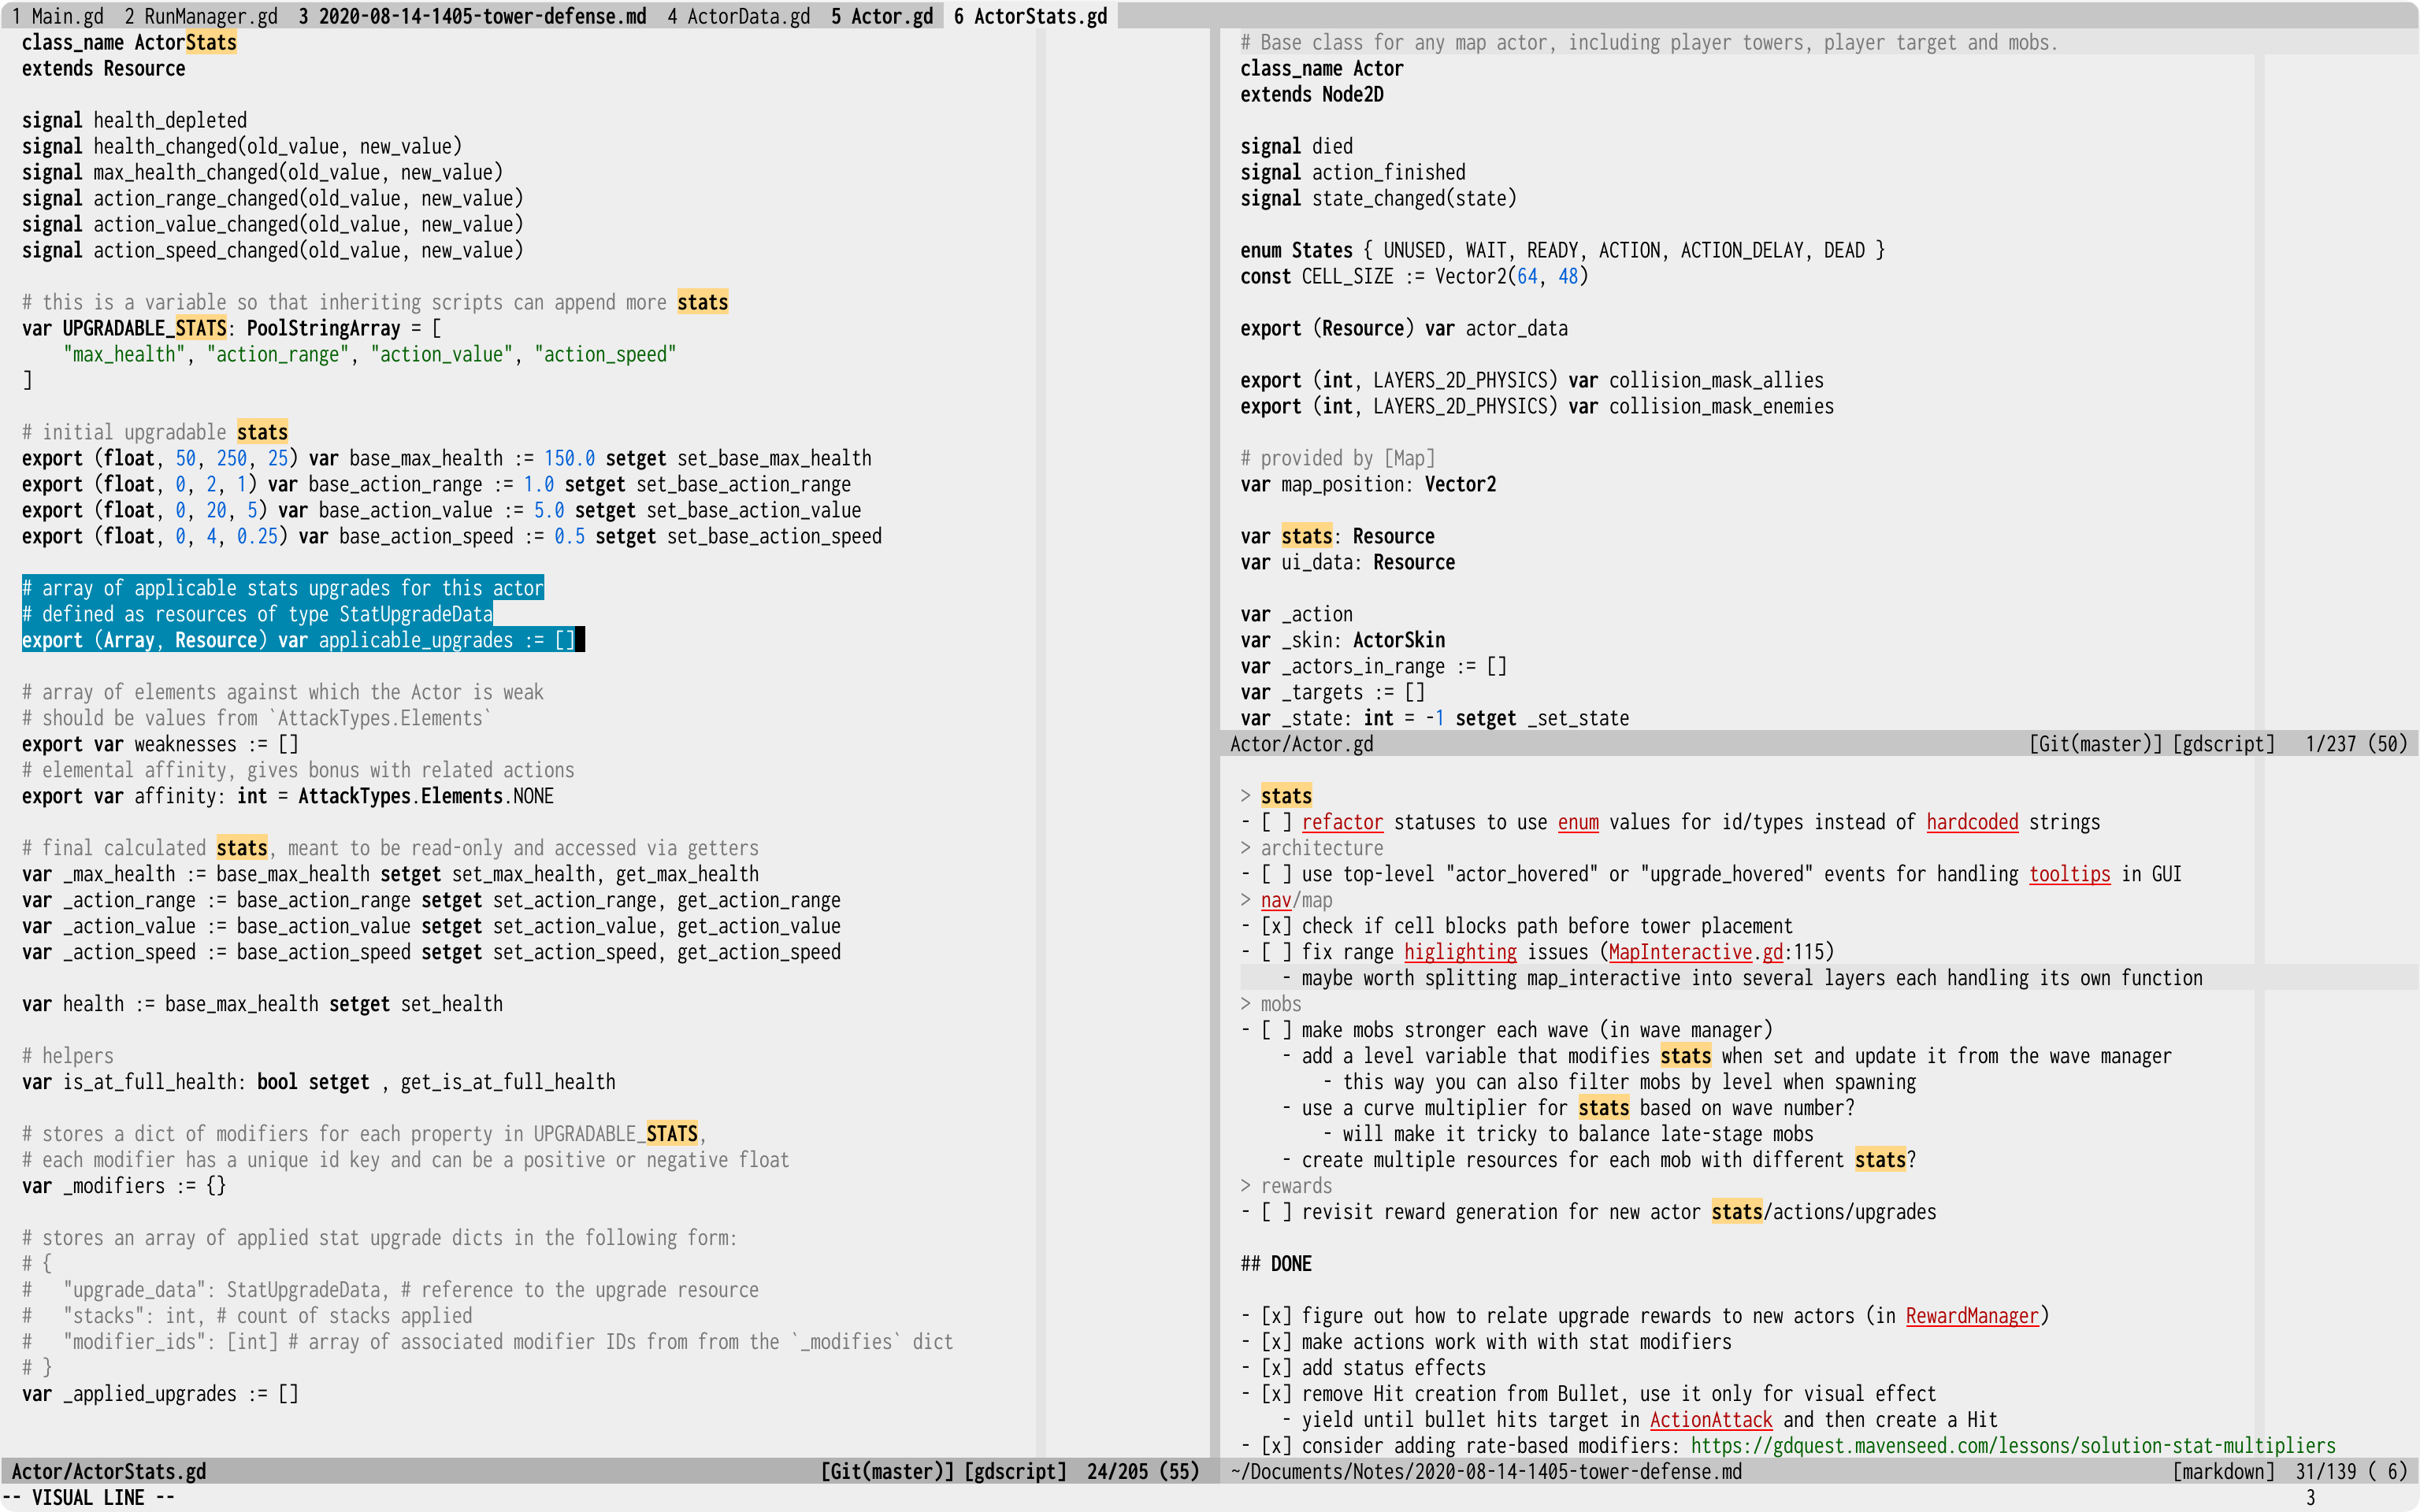 1 Main.gd  2 RunManager.gd  3 2020-08-14-1405-tower-defense.md  4 ActorData.gd  5 Actor.gd  6 ActorStats.gd
class_name ActorStats
extends Resource

signal health_depleted
signal health_changed(old_value, new_value)
signal max_health_changed(old_value, new_value)
signal action_range_changed(old_value, new_value)
signal action_value_changed(old_value, new_value)
signal action_speed_changed(old_value, new_value)

# this is a variable so that inheriting scripts can append more stats
var UPGRADABLE_STATS: PoolStringArray = [
    "max_health", "action_range", "action_value", "action_speed"
]

# initial upgradable stats
export (float, 50, 250, 25) var base_max_health := 150.0 setget set_base_max_health
export (float, 0, 2, 1) var base_action_range := 1.0 setget set_base_action_range
export (float, 0, 20, 5) var base_action_value := 5.0 setget set_base_action_value
export (float, 0, 4, 0.25) var base_action_speed := 0.5 setget set_base_action_speed

# array of applicable stats upgrades for this actor
# defined as resources of type StatUpgradeData
export (Array, Resource) var applicable_upgrades := []

# array of elements against which the Actor is weak
# should be values from `AttackTypes.Elements`
export var weaknesses := []
# elemental affinity, gives bonus with related actions
export var affinity: int = AttackTypes.Elements.NONE

# final calculated stats, meant to be read-only and accessed via getters
var _max_health := base_max_health setget set_max_health, get_max_health
var _action_range := base_action_range setget set_action_range, get_action_range
var _action_value := base_action_value setget set_action_value, get_action_value
var _action_speed := base_action_speed setget set_action_speed, get_action_speed

var health := base_max_health setget set_health

# helpers
var is_at_full_health: bool setget , get_is_at_full_health

# stores a dict of modifiers for each property in UPGRADABLE_STATS,
# each modifier has a unique id key and can be a positive or negative float
var _modifiers := {}

# stores an array of applied stat upgrade dicts in the following form:
# {
#   "upgrade_data": StatUpgradeData, # reference to the upgrade resource
#   "stacks": int, # count of stacks applied
#   "modifier_ids": [int] # array of associated modifier IDs from from the `_modifies` dict
# }
var _applied_upgrades := []
Actor/ActorStats.gd [Git(master)] [gdscript]  24/205 (55)
-- VISUAL LINE --
# Base class for any map actor, including player towers, player target and mobs.
class_name Actor
extends Node2D

signal died
signal action_finished
signal state_changed(state)

enum States { UNUSED, WAIT, READY, ACTION, ACTION_DELAY, DEAD }
const CELL_SIZE := Vector2(64, 48)

export (Resource) var actor_data

export (int, LAYERS_2D_PHYSICS) var collision_mask_allies
export (int, LAYERS_2D_PHYSICS) var collision_mask_enemies

# provided by [Map]
var map_position: Vector2

var stats: Resource
var ui_data: Resource

var _action
var _skin: ActorSkin
var _actors_in_range := []
var _targets := []
var _state: int = -1 setget _set_state
Actor/Actor.gd [Git(master)] [gdscript]   1/237 (50)

> stats
- [ ] refactor statuses to use enum values for id/types instead of hardcoded strings
> architecture
- [ ] use top-level "actor_hovered" or "upgrade_hovered" events for handling tooltips in GUI
> nav/map
- [x] check if cell blocks path before tower placement
- [ ] fix range higlighting issues (MapInteractive.gd:115)
    - maybe worth splitting map_interactive into several layers each handling its own function
> mobs
- [ ] make mobs stronger each wave (in wave manager)
    - add a level variable that modifies stats when set and update it from the wave manager
        - this way you can also filter mobs by level when spawning
    - use a curve multiplier for stats based on wave number?
        - will make it tricky to balance late-stage mobs
    - create multiple resources for each mob with different stats?
> rewards
- [ ] revisit reward generation for new actor stats/actions/upgrades

## DONE

- [x] figure out how to relate upgrade rewards to new actors (in RewardManager)
- [x] make actions work with with stat modifiers
- [x] add status effects
- [x] remove Hit creation from Bullet, use it only for visual effect
    - yield until bullet hits target in ActionAttack and then create a Hit
- [x] consider adding rate-based modifiers: https://gdquest.mavenseed.com/lessons/solution-stat-multipliers
~/Documents/Notes/2020-08-14-1405-tower-defense.md [markdown]  31/139 ( 6)
3